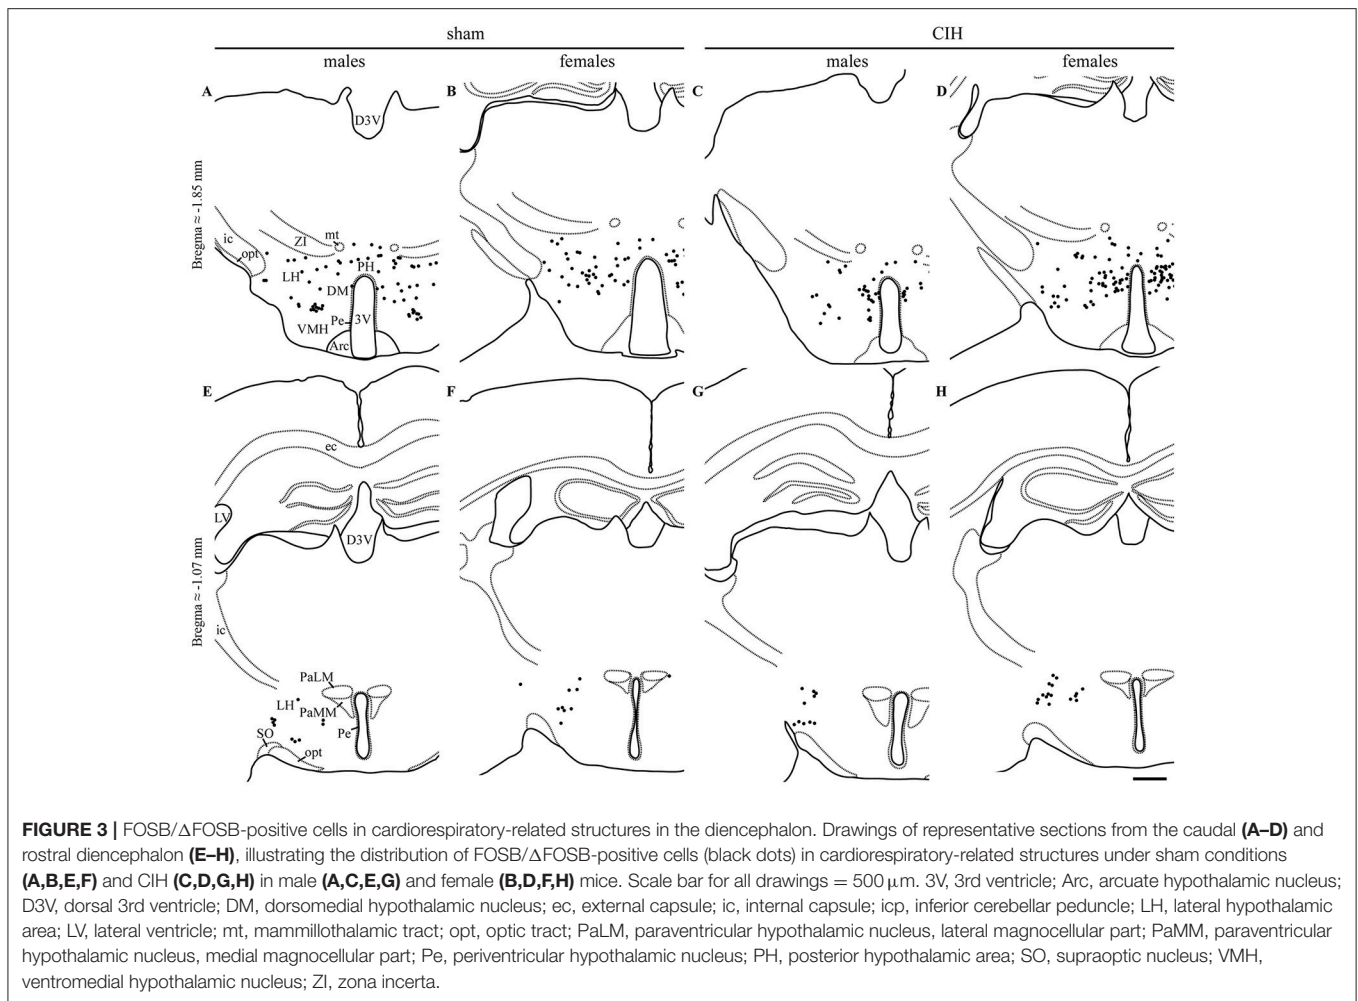 sham
CIH
males
females
males
females
A
B
C
D
D3V
Bregma ≈ -1.85 mm
ic
opt
ZI
mt
LH
PH
DM
Pe
3V
VMH
Arc
E
F
G
H
ec
LV
D3V
Bregma ≈ -1.07 mm
ic
PaLM
LH
PaMM
SO
Pe
opt
FIGURE 3 | FOSB/ΔFOSB-positive cells in cardiorespiratory-related structures in the diencephalon. Drawings of representative sections from the caudal (A–D) and
rostral diencephalon (E–H), illustrating the distribution of FOSB/ΔFOSB-positive cells (black dots) in cardiorespiratory-related structures under sham conditions
(A,B,E,F) and CIH (C,D,G,H) in male (A,C,E,G) and female (B,D,F,H) mice. Scale bar for all drawings = 500 μm. 3V, 3rd ventricle; Arc, arcuate hypothalamic nucleus;
D3V, dorsal 3rd ventricle; DM, dorsomedial hypothalamic nucleus; ec, external capsule; ic, internal capsule; icp, inferior cerebellar peduncle; LH, lateral hypothalamic
area; LV, lateral ventricle; mt, mammillothalamic tract; opt, optic tract; PaLM, paraventricular hypothalamic nucleus, lateral magnocellular part; PaMM, paraventricular
hypothalamic nucleus, medial magnocellular part; Pe, periventricular hypothalamic nucleus; PH, posterior hypothalamic area; SO, supraoptic nucleus; VMH,
ventromedial hypothalamic nucleus; ZI, zona incerta.